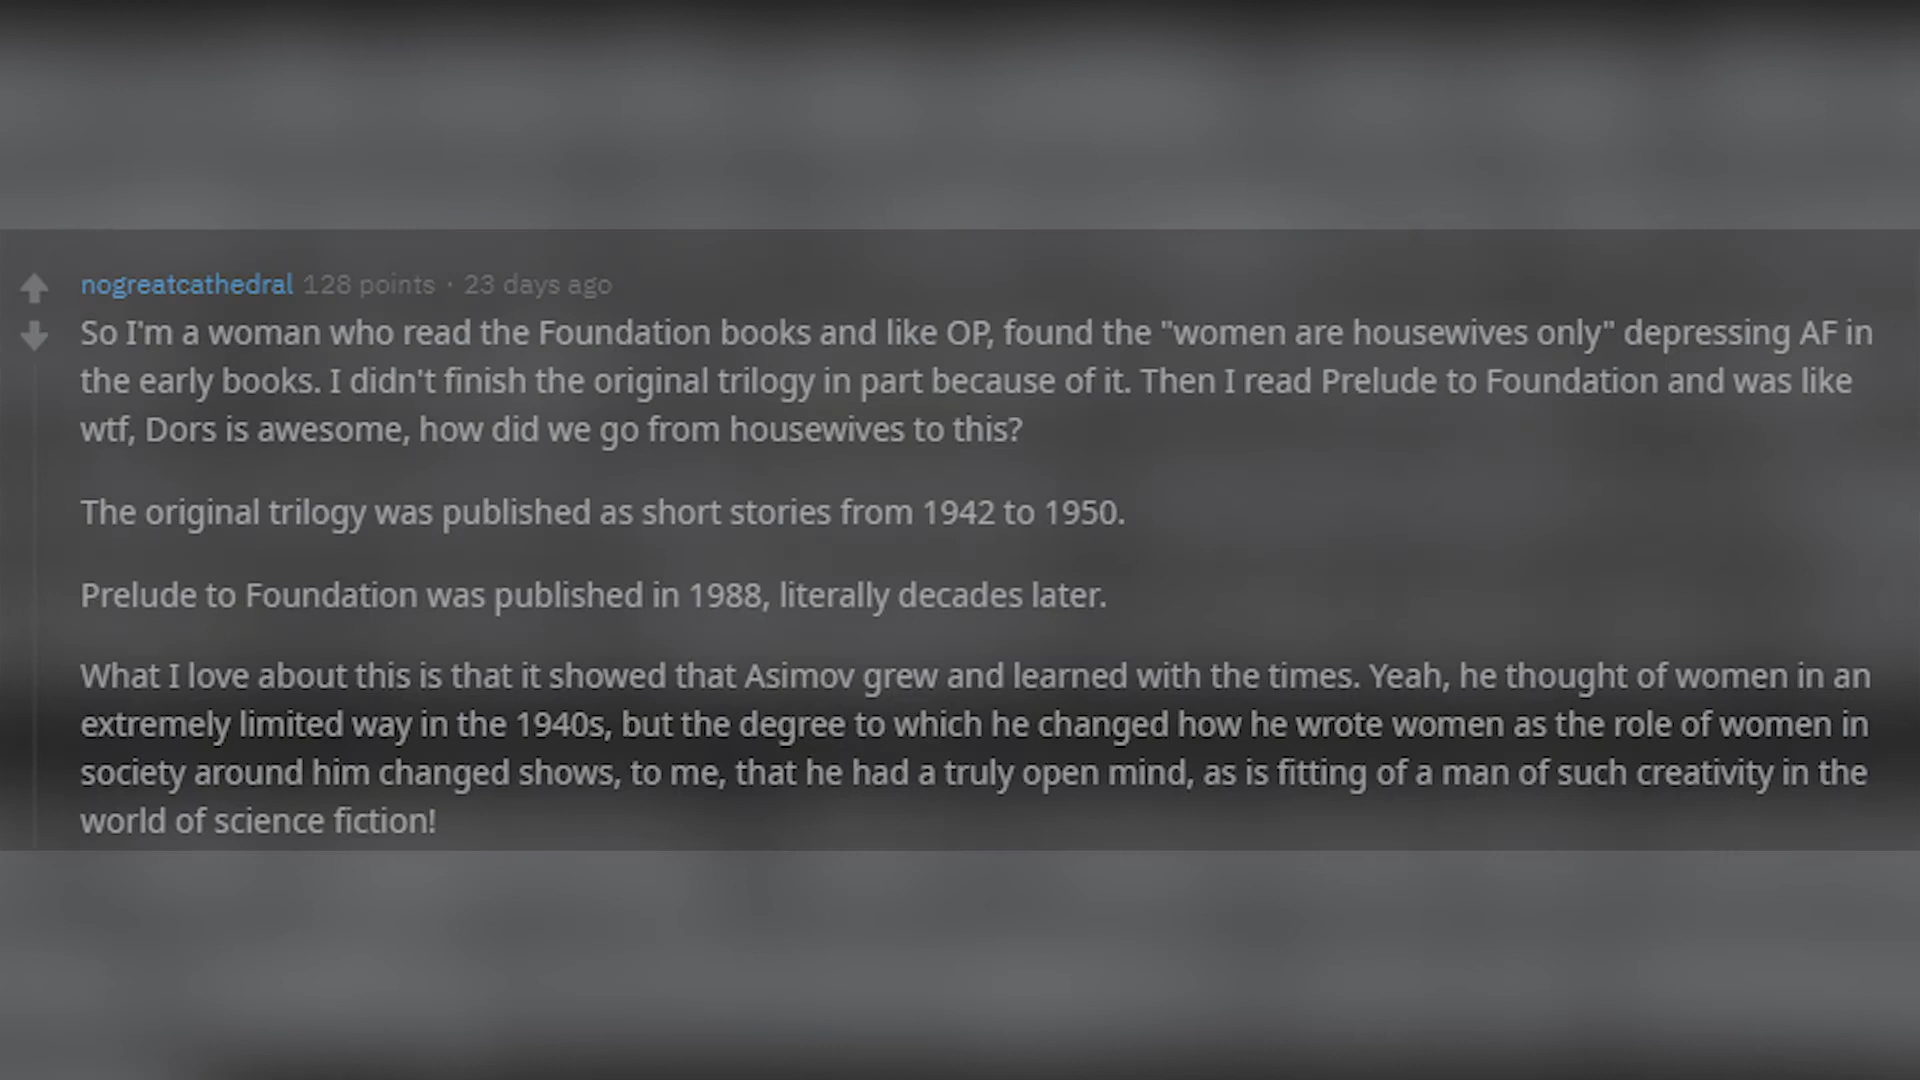 nogreatcathedral 128 points · 23 days ago
So I'm a woman who read the Foundation books and like OP, found the "women are housewives only" depressing AF in
the early books. I didn't finish the original trilogy in part because of it. Then I read Prelude to Foundation and was like
wtf, Dors is awesome, how did we go from housewives to this?
The original trilogy was published as short stories from 1942 to 1950.
Prelude to Foundation was published in 1988, literally decades later.
What I love about this is that it showed that Asimov grew and learned with the times. Yeah, he thought of women in an
extremely limited way in the 1940s, but the degree to which he changed how he wrote women as the role of women in
society around him changed shows, to me, that he had a truly open mind, as is fitting of a man of such creativity in the
world of science fiction!